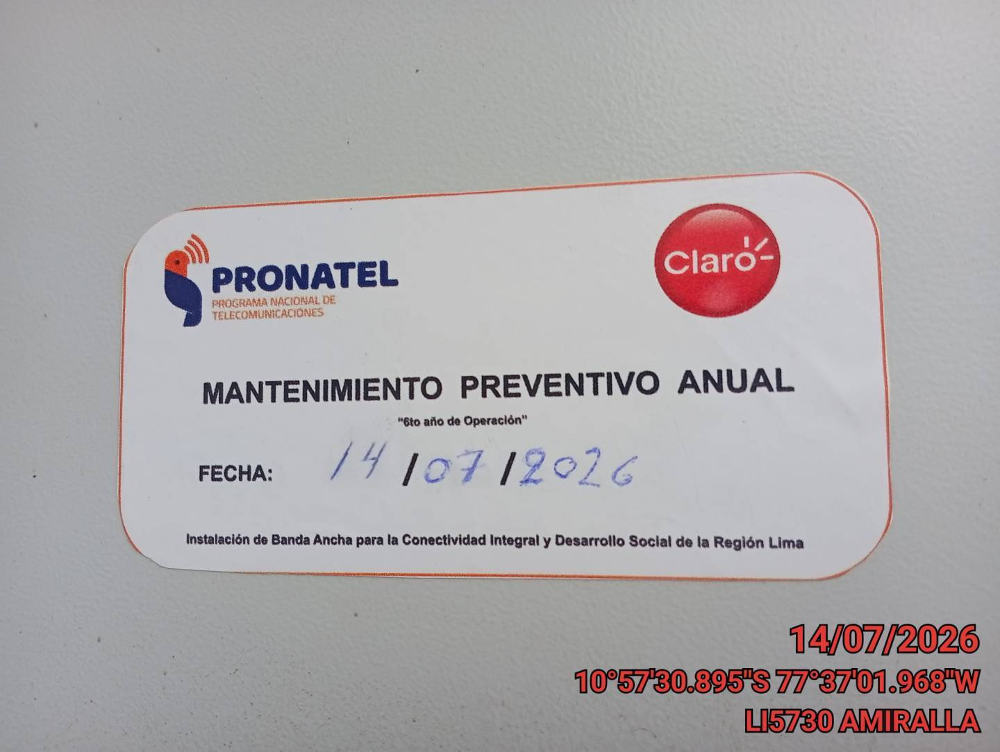 PRONATEL
PROGRAMA NACIONAL DE
TELECOMUNICACIONES
Claro
MANTENIMIENTO PREVENTIVO ANUAL
"6to año de Operación"
FECHA: 14/07/2026
Instalación de Banda Ancha para la Conectividad Integral y Desarrollo Social de la Región Lima
14/07/2026
10°57'30.895"S 77°37'01.968"W
LI5730 AMIRALLA